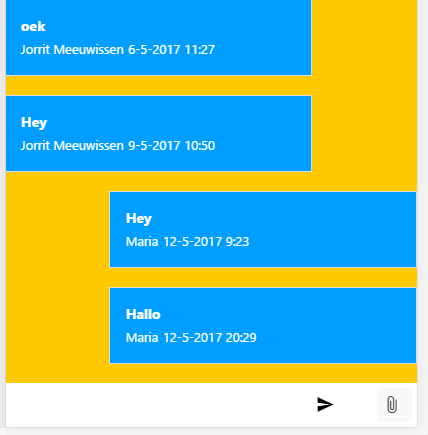 oek
Jorrit Meeuwissen 6-5-2017 11:27
Hey
Jorrit Meeuwissen 9-5-2017 10:50
Hey
Maria 12-5-2017 9:23
Hallo
Maria 12-5-2017 20:29